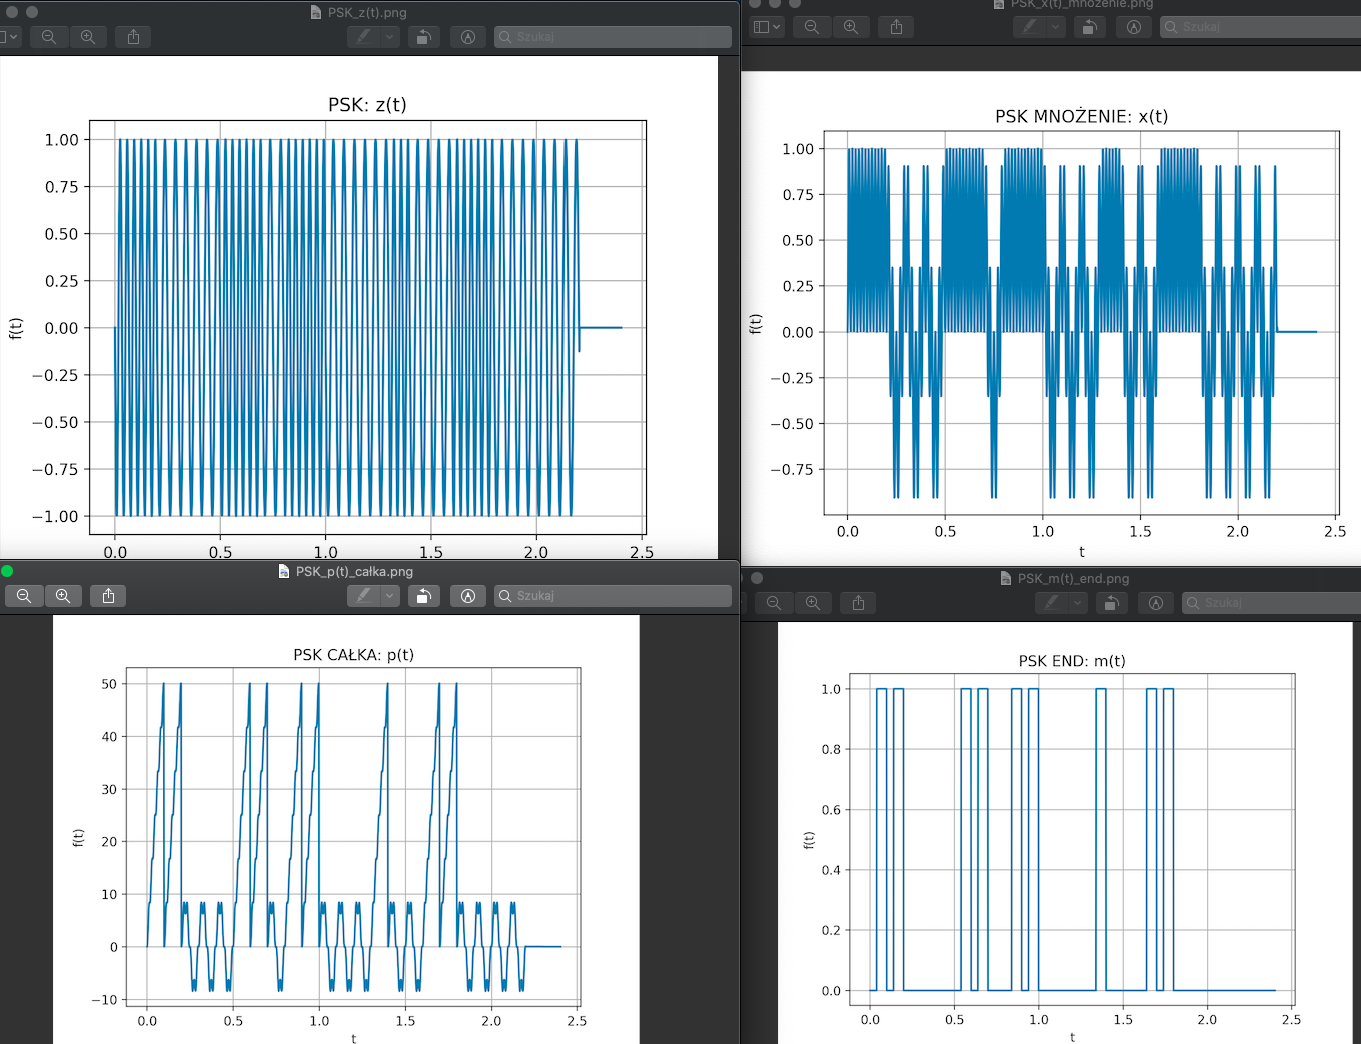 PSK_z(t).png
Szukaj
PSK: z(t)
1.00
0.75
0.50
0.25
0.00
−0.25
−0.50
−0.75
−1.00
f(t)
0.0 0.5 1.0 1.5 2.0 2.5
PSK_x(t)_mnożenie.png
Szukaj
PSK MNOŻENIE: x(t)
1.00
0.75
0.50
0.25
0.00
−0.25
−0.50
−0.75
f(t)
0.0 0.5 1.0 1.5 2.0 2.5
t
PSK_p(t)_całka.png
Szukaj
PSK CAŁKA: p(t)
50
40
30
20
10
0
−10
f(t)
0.0 0.5 1.0 1.5 2.0 2.5
t
PSK_m(t)_end.png
Szukaj
PSK END: m(t)
1.0
0.8
0.6
0.4
0.2
0.0
f(t)
0.0 0.5 1.0 1.5 2.0 2.5
t